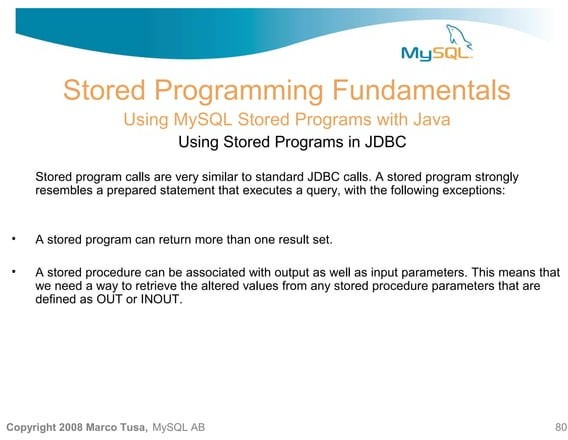 MySQL
Stored Programming Fundamentals
Using MySQL Stored Programs with Java
Using Stored Programs in JDBC
Stored program calls are very similar to standard JDBC calls. A stored program strongly
resembles a prepared statement that executes a query, with the following exceptions:
• A stored program can return more than one result set.
• A stored procedure can be associated with output as well as input parameters. This means that
we need a way to retrieve the altered values from any stored procedure parameters that are
defined as OUT or INOUT.
Copyright 2008 Marco Tusa, MySQL AB 80